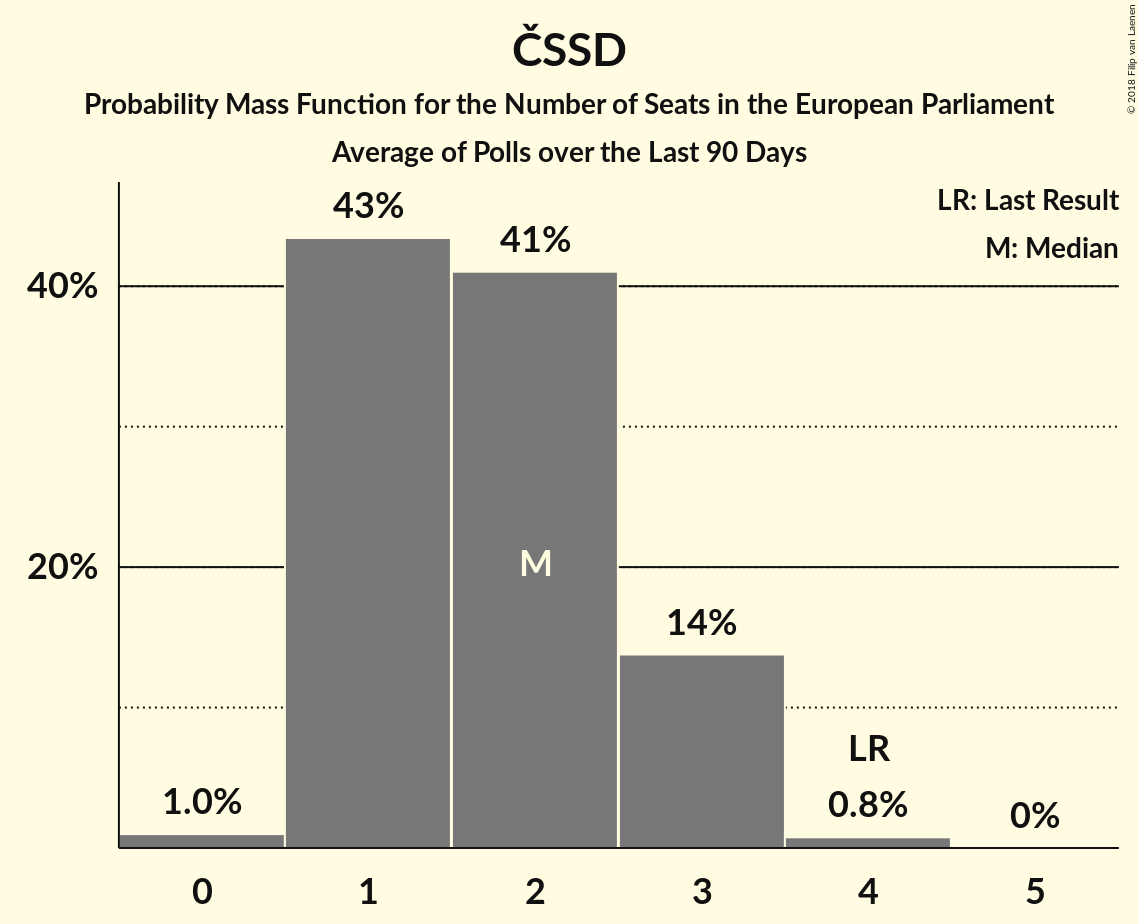 ČSSD
Probability Mass Function for the Number of Seats in the European Parliament
Average of Polls over the Last 90 Days
© 2018 Filip van Laenen
LR: Last Result
M: Median
43%
41%
40%
M
20%
14%
LR
1.0%
0.8%
0%
0 1 2 3 4 5